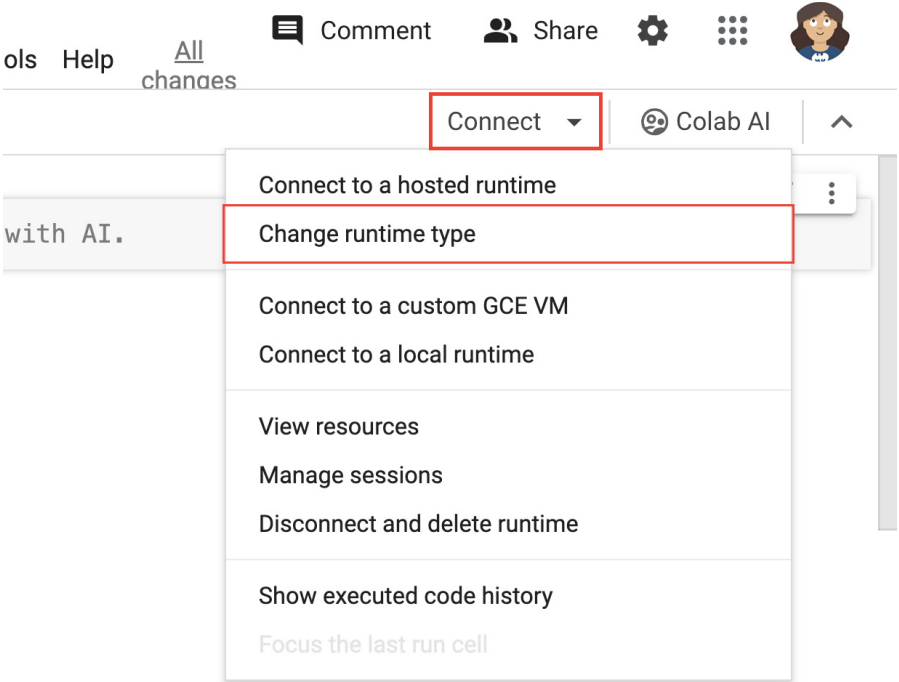 Comment
Share
ols Help All
changes
Connect
Colab AI
Connect to a hosted runtime
with AI.
Change runtime type
Connect to a custom GCE VM
Connect to a local runtime
View resources
Manage sessions
Disconnect and delete runtime
Show executed code history
Focus the last run cell